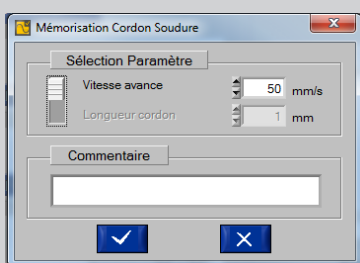 Mémorisation Cordon Soudure
Sélection Paramètre
Vitesse avance 50 mm/s
Longueur cordon 1 mm
Commentaire